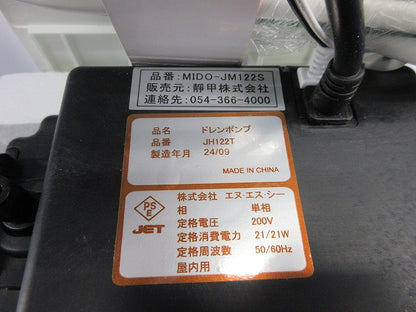 品番:MIDO-JM122S
販売元:靜甲株式会社
連絡先:054-366-4000
品名 ドレンポンプ
品番 JH122T
製造年月 24/09
MADE IN CHINA
株式会社 エヌ・エス・シー
PSE
JET
相 単相
定格電圧 200V
定格消費電力 21/21W
定格周波数 50/60Hz
屋内用